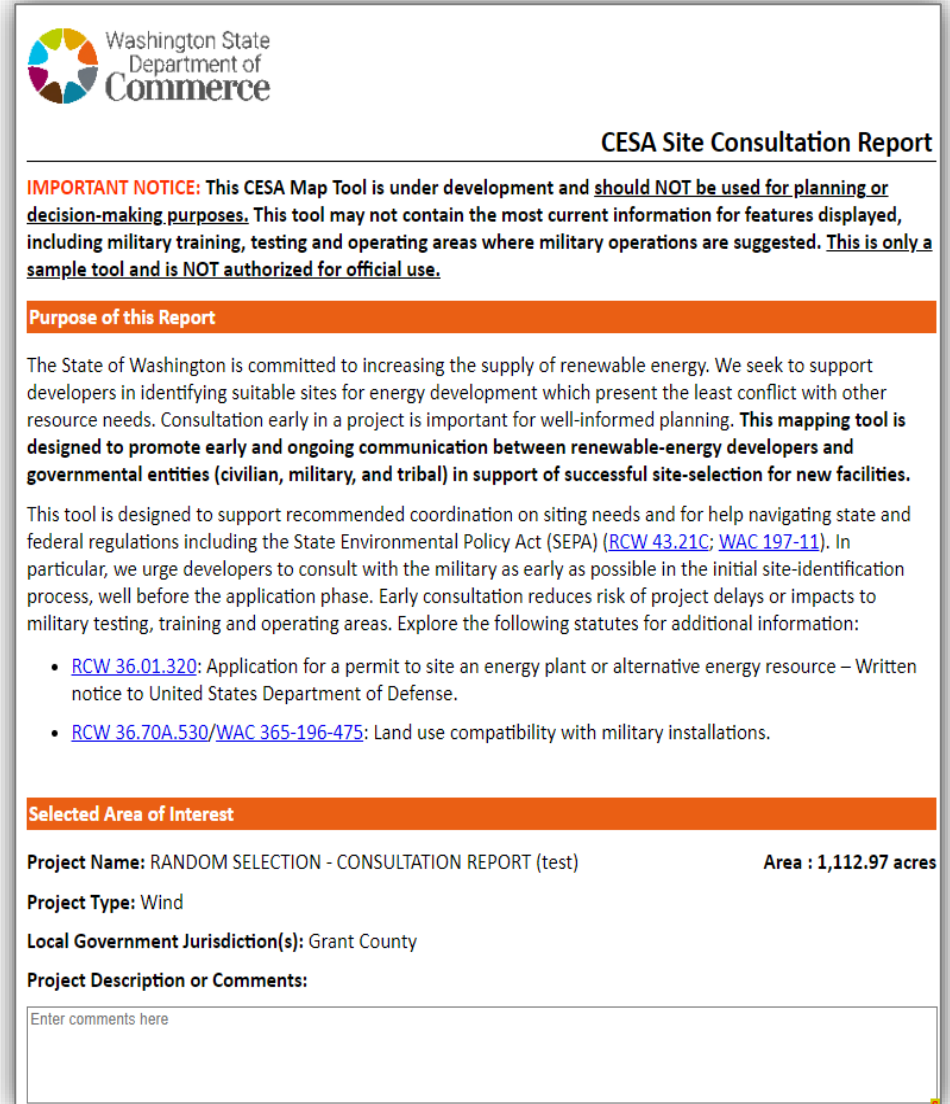 Washington State
Department of
Commerce
CESA Site Consultation Report
IMPORTANT NOTICE: This CESA Map Tool is under development and should NOT be used for planning or
decision-making purposes. This tool may not contain the most current information for features displayed,
including military training, testing and operating areas where military operations are suggested. This is only a
sample tool and is NOT authorized for official use.
Purpose of this Report
The State of Washington is committed to increasing the supply of renewable energy. We seek to support
developers in identifying suitable sites for energy development which present the least conflict with other
resource needs. Consultation early in a project is important for well-informed planning. This mapping tool is
designed to promote early and ongoing communication between renewable-energy developers and
governmental entities (civilian, military, and tribal) in support of successful site-selection for new facilities.
This tool is designed to support recommended coordination on siting needs and for help navigating state and
federal regulations including the State Environmental Policy Act (SEPA) (RCW 43.21C; WAC 197-11). In
particular, we urge developers to consult with the military as early as possible in the initial site-identification
process, well before the application phase. Early consultation reduces risk of project delays or impacts to
military testing, training and operating areas. Explore the following statutes for additional information:
• RCW 36.01.320: Application for a permit to site an energy plant or alternative energy resource – Written
notice to United States Department of Defense.
• RCW 36.70A.530/WAC 365-196-475: Land use compatibility with military installations.
Selected Area of Interest
Project Name: RANDOM SELECTION - CONSULTATION REPORT (test) Area : 1,112.97 acres
Project Type: Wind
Local Government Jurisdiction(s): Grant County
Project Description or Comments:
Enter comments here